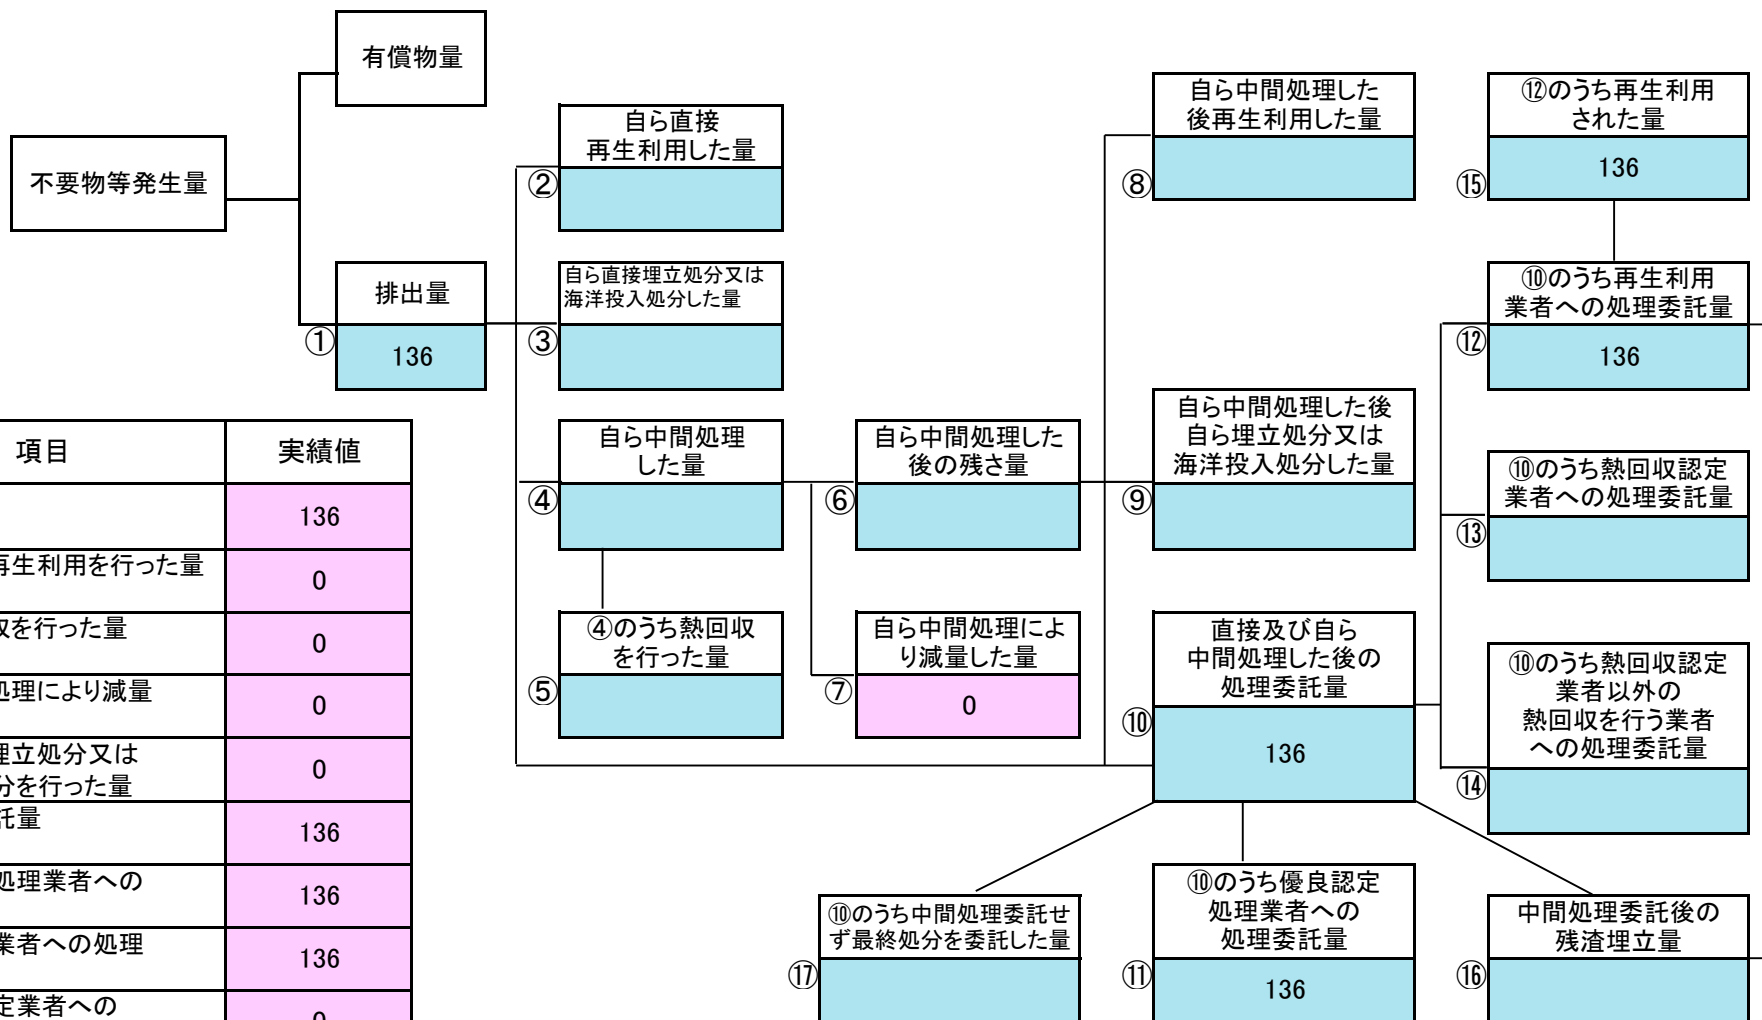 有償物量
不要物等発生量
排出量
①
136
自ら直接
再生利用した量
②
自ら直接埋立処分又は
海洋投入処分した量
③
自ら中間処理
した量
④
④のうち熱回収
を行った量
⑤
自ら中間処理した
後の残さ量
⑥
自ら中間処理によ
り減量した量
⑦
0
自ら中間処理した
後再生利用した量
⑧
自ら中間処理した後
自ら埋立処分又は
海洋投入処分した量
⑨
直接及び自ら
中間処理した後の
処理委託量
⑩
136
⑩のうち優良認定
処理業者への
処理委託量
⑪
136
⑫のうち再生利用
された量
⑮
136
⑩のうち再生利用
業者への処理委託量
⑫
136
⑩のうち熱回収認定
業者への処理委託量
⑬
⑩のうち熱回収認定
業者以外の
熱回収を行う業者
への処理委託量
⑭
中間処理委託後の
残渣埋立量
⑯
⑩のうち中間処理委託せ
ず最終処分を委託した量
⑰
項目 実績値
136
再生利用を行った量 0
を行った量 0
処理により減量 0
埋立処分又は
分を行った量 0
託量 136
処理業者への 136
業者への処理 136
定業者への